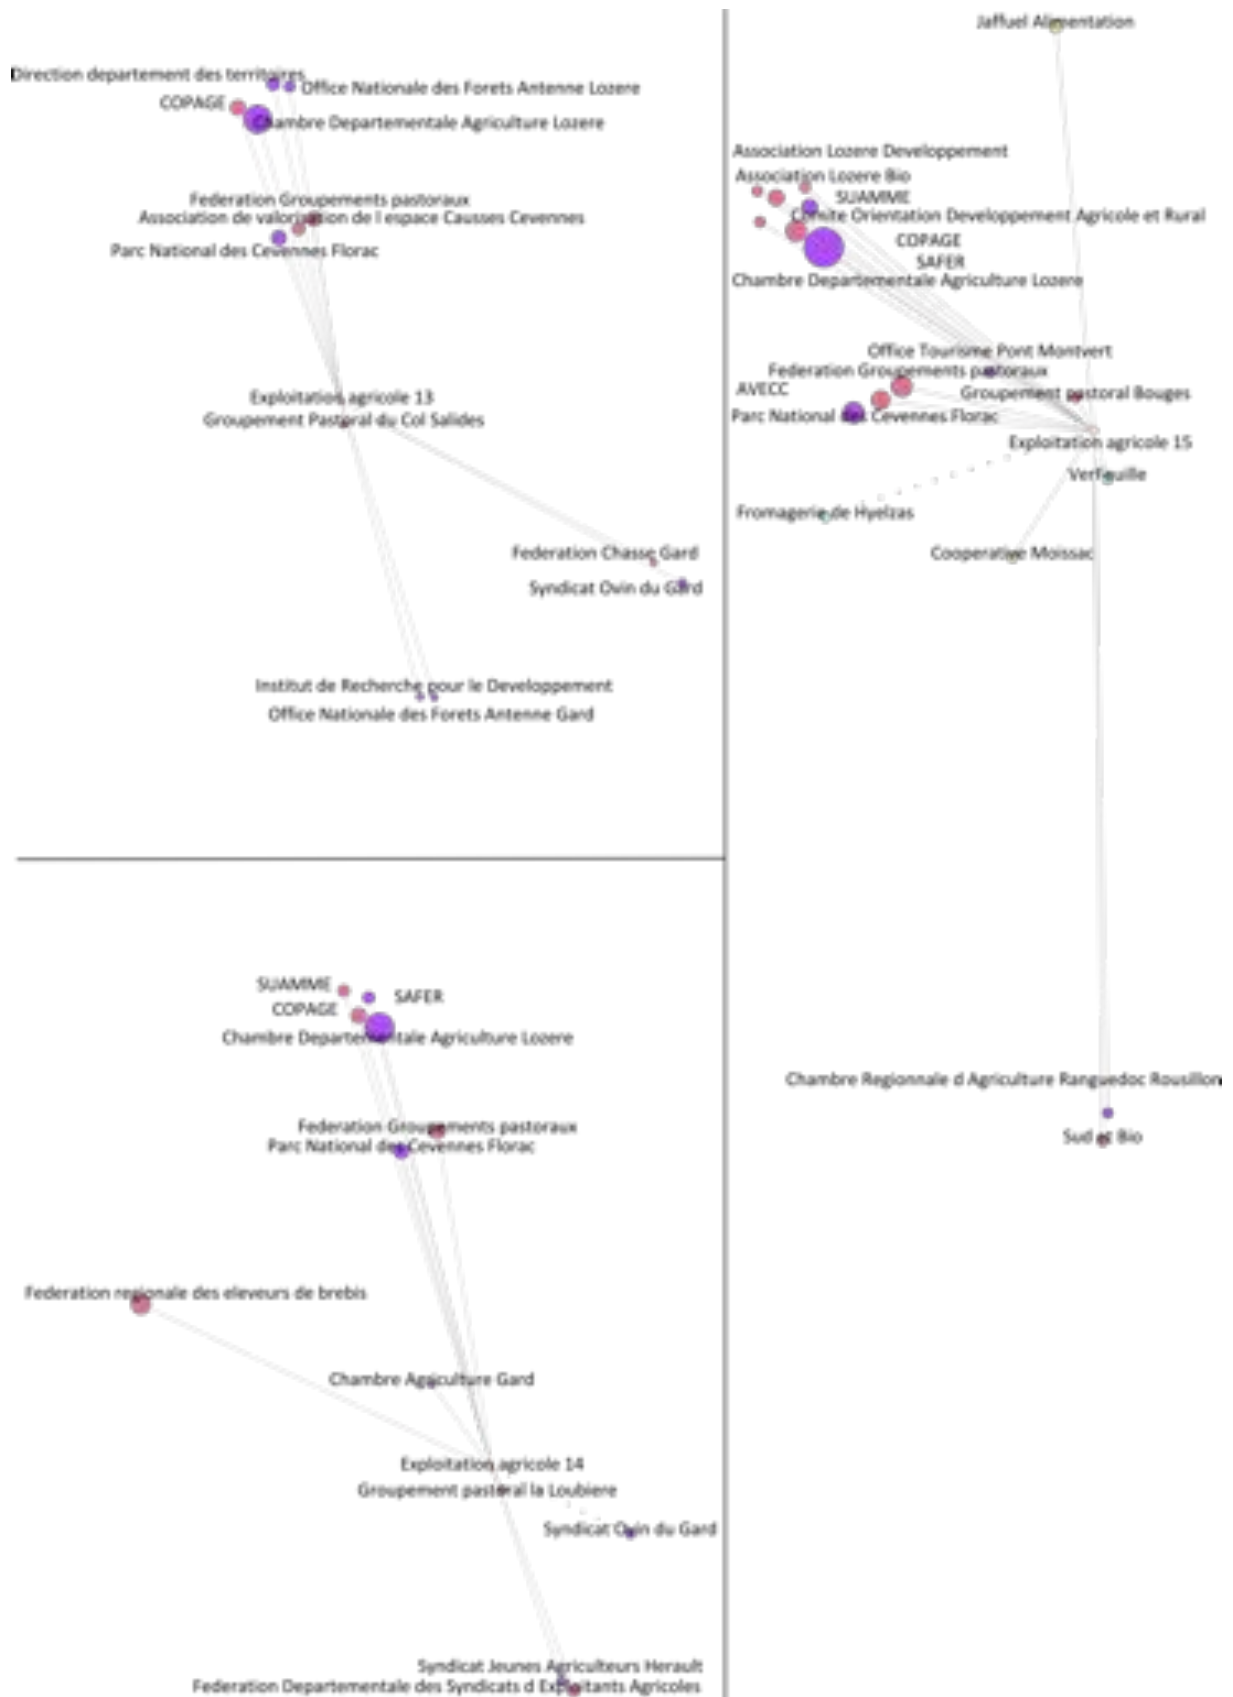 Direction departement des territoires
Office Nationale des Forets Antenne Lozere
COPAGE
Chambre Departementale Agriculture Lozere
Federation Groupements pastoraux
Association de valorisation de l espace Causses Cevennes
Parc National des Cevennes Florac
Exploitation agricole 13
Groupement Pastoral du Col Salides
Federation Chasse Gard
Syndicat Ovin du Gard
Institut de Recherche pour le Developpement
Office Nationale des Forets Antenne Gard
SUAMME
SAFER
COPAGE
Chambre Departementale Agriculture Lozere
Federation Groupements pastoraux
Parc National des Cevennes Florac
Federation regionale des eleveurs de brebis
Chambre Agriculture Gard
Exploitation agricole 14
Groupement pastoral la Loubiere
Syndicat Ovin du Gard
Syndicat Jeunes Agriculteurs Herault
Federation Departementale des Syndicats d Exploitants Agricoles
Jaffuel Alimentation
Association Lozere Developpement
Association Lozere Bio
SUAMME
Comite Orientation Developpement Agricole et Rural
COPAGE
SAFER
Chambre Departementale Agriculture Lozere
Office Tourisme Pont Montvert
Federation Groupements pastoraux
AVECC
Groupement pastoral Bouges
Parc National des Cevennes Florac
Exploitation agricole 15
Verfeuille
Fromagerie de Hyelzas
Cooperative Moissac
Chambre Regionnale d Agriculture Ranguedoc Rousillon
Sud et Bio